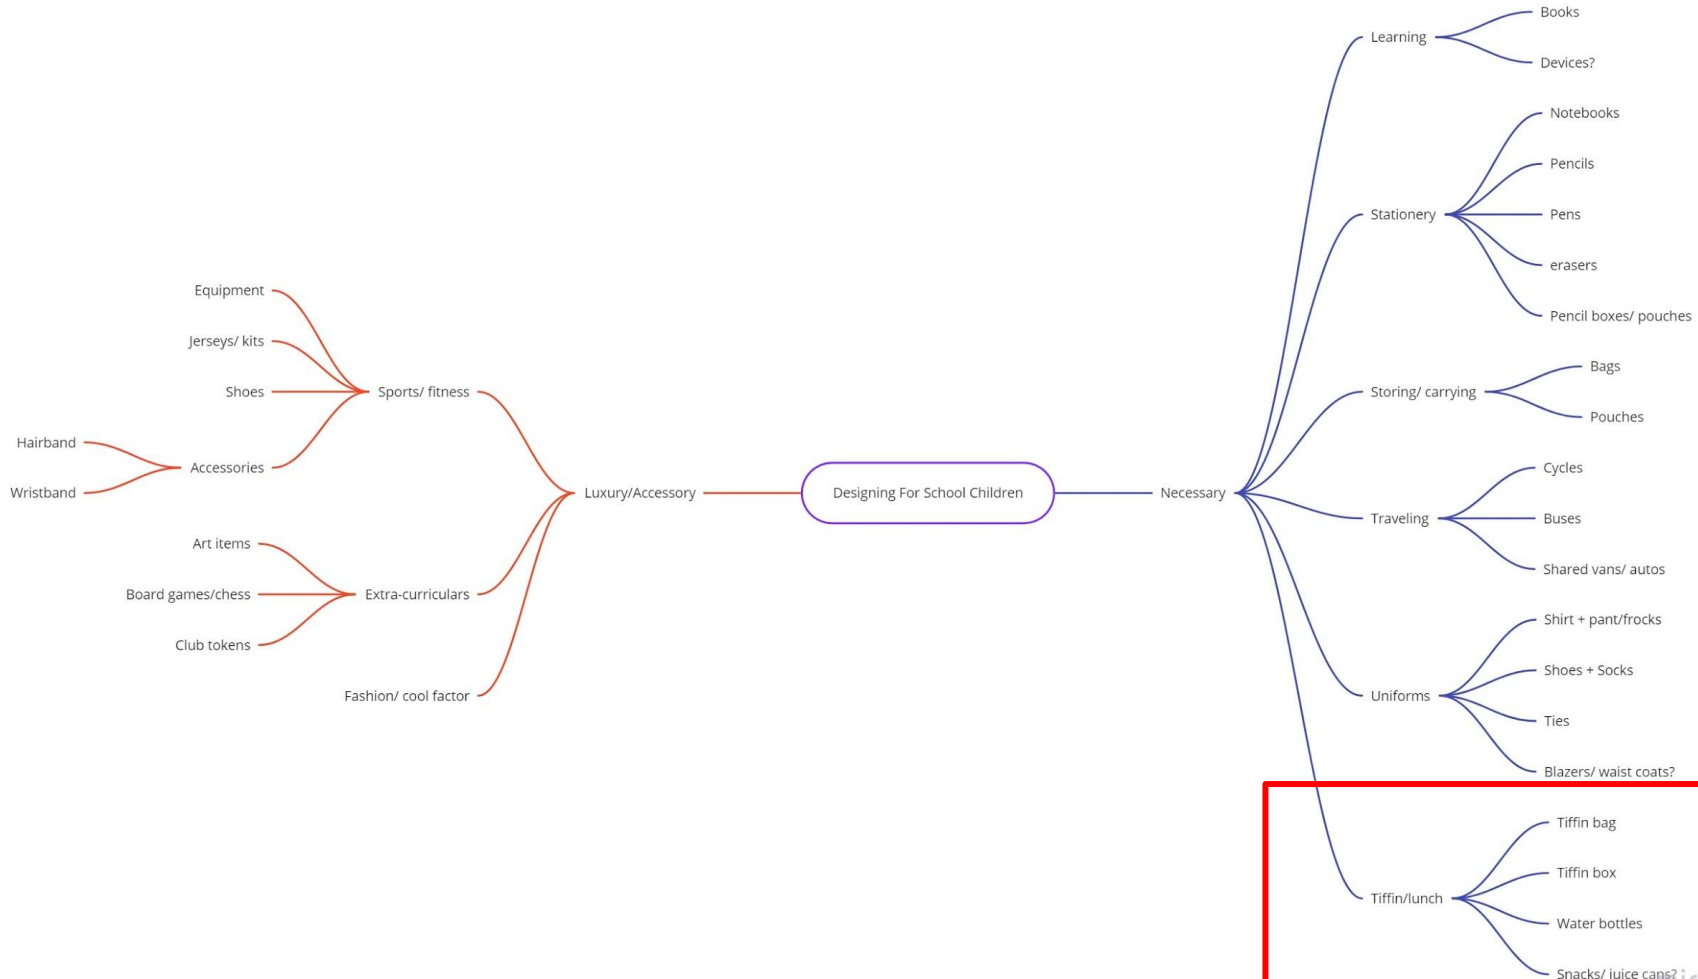 Designing For School Children
Luxury/Accessory
Sports/ fitness
Equipment
Jerseys/ kits
Shoes
Accessories
Hairband
Wristband
Extra-curriculars
Art items
Board games/chess
Club tokens
Fashion/ cool factor
Necessary
Learning
Books
Devices?
Stationery
Notebooks
Pencils
Pens
erasers
Pencil boxes/ pouches
Storing/ carrying
Bags
Pouches
Traveling
Cycles
Buses
Shared vans/ autos
Uniforms
Shirt + pant/frocks
Shoes + Socks
Ties
Blazers/ waist coats?
Tiffin/lunch
Tiffin bag
Tiffin box
Water bottles
Snacks/ juice cans?